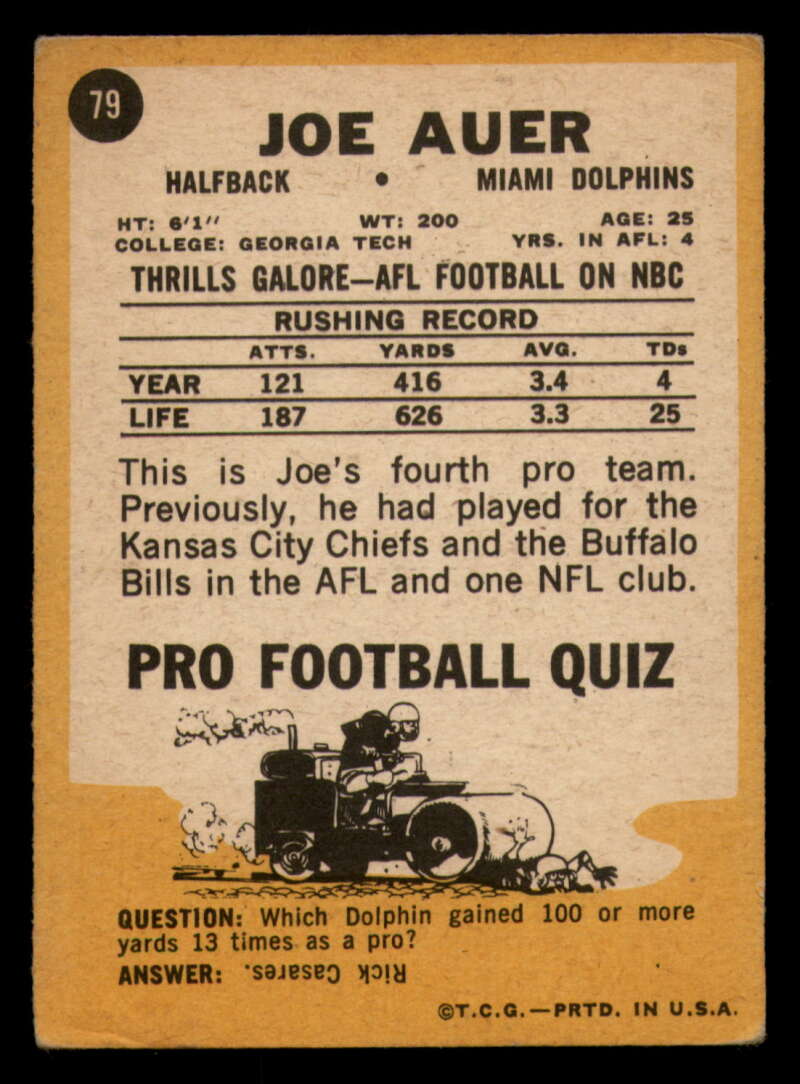 79
JOE AUER
HALFBACK • MIAMI DOLPHINS
HT: 6'1" WT: 200 AGE: 25
COLLEGE: GEORGIA TECH YRS. IN AFL: 4
THRILLS GALORE—AFL FOOTBALL ON NBC
RUSHING RECORD
ATTS. YARDS AVG. TDs
YEAR 121 416 3.4 4
LIFE 187 626 3.3 25
This is Joe's fourth pro team.
Previously, he had played for the
Kansas City Chiefs and the Buffalo
Bills in the AFL and one NFL club.
PRO FOOTBALL QUIZ
QUESTION: Which Dolphin gained 100 or more
yards 13 times as a pro?
ANSWER: Rick Casares.
©T.C.G.—PRTD. IN U.S.A.